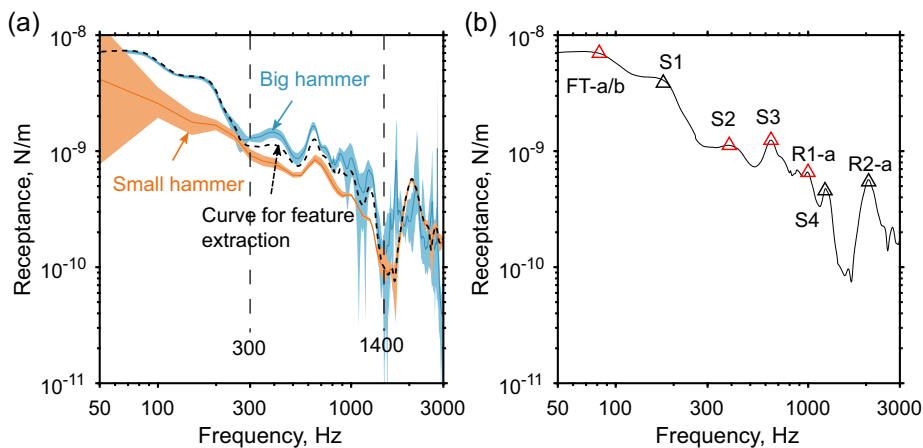 (a)
10-8
10-9
10-10
10-11
Receptance, N/m
Big hammer
Small hammer
Curve for feature
extraction
300
1400
50
100
300
1000
3000
Frequency, Hz
(b)
10-8
10-9
10-10
10-11
Receptance, N/m
FT-a/b
S1
S2
S3
R1-a
S4
R2-a
50
100
300
1000
3000
Frequency, Hz